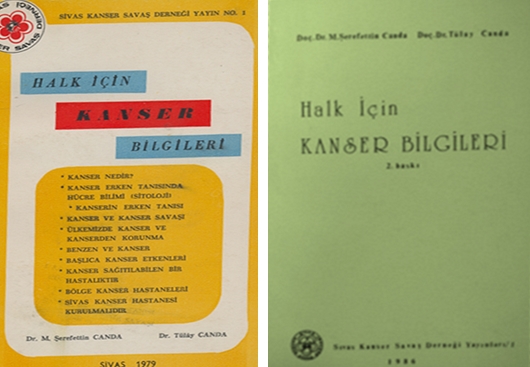 SİVAS KANSER SAVAŞ DERNEĞİ YAYIN NO. 1
HALK İÇİN
KANSER
BİLGİLERİ
* KANSER NEDİR?
* KANSER ERKEN TANISINDA
HÜCRE BİLİMİ (SİTOLOJİ)
* KANSERİN ERKEN TANISI
* KANSER VE KANSER SAVAŞI
* ÜLKEMİZDE KANSER VE
KANSERDEN KORUNMA
* BENZEN VE KANSER
* BAŞLICA KANSER ETKENLERİ
* KANSER SAĞITILABİLEN BİR
HASTALIKTIR
* BÖLGE KANSER HASTANELERİ
* SİVAS KANSER HASTANESİ
KURULMALIDIR
Dr. M. Şerefettin CANDA Dr. Tülây CANDA
SİVAS 1979
Doç. Dr. M. Şerefettin Canda Doç. Dr. Tülay Canda
Halk İçin
KANSER BİLGİLERİ
2. baskı
Sivas Kanser Savaş Derneği Yayınları/1
1986